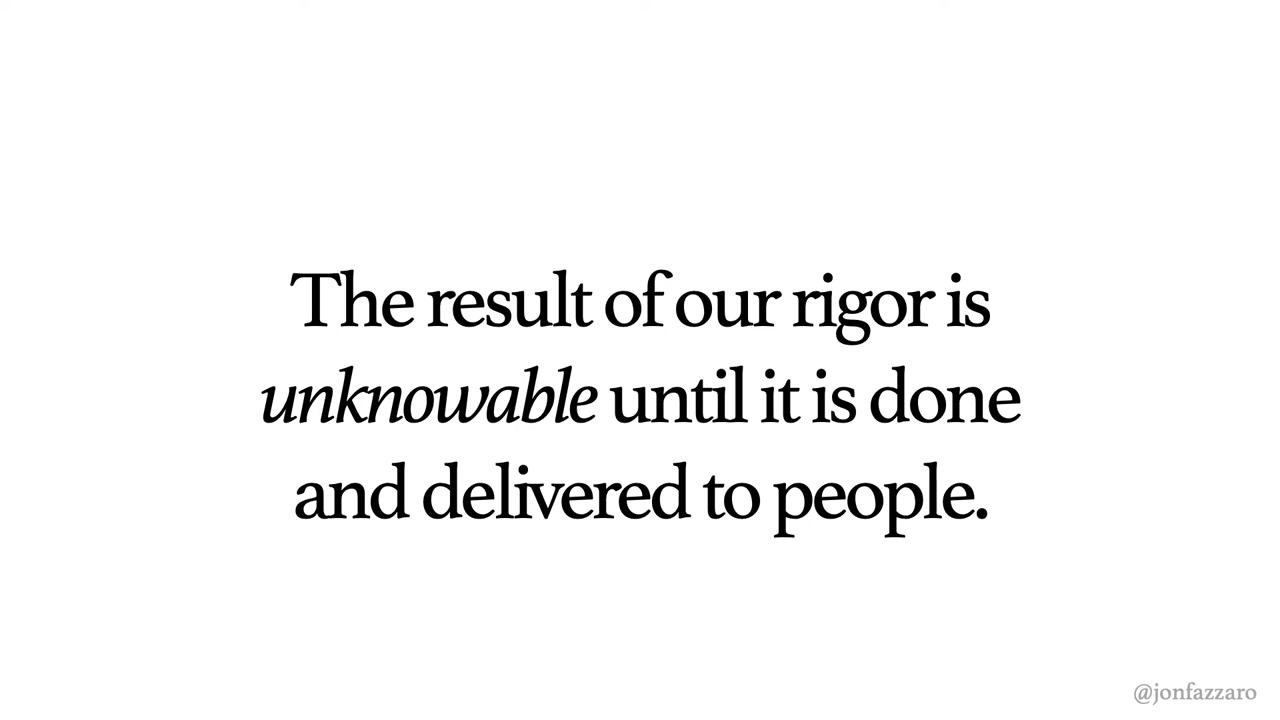 The result of our rigor is
unknowable until it is done
and delivered to people.
@jonfazzaro